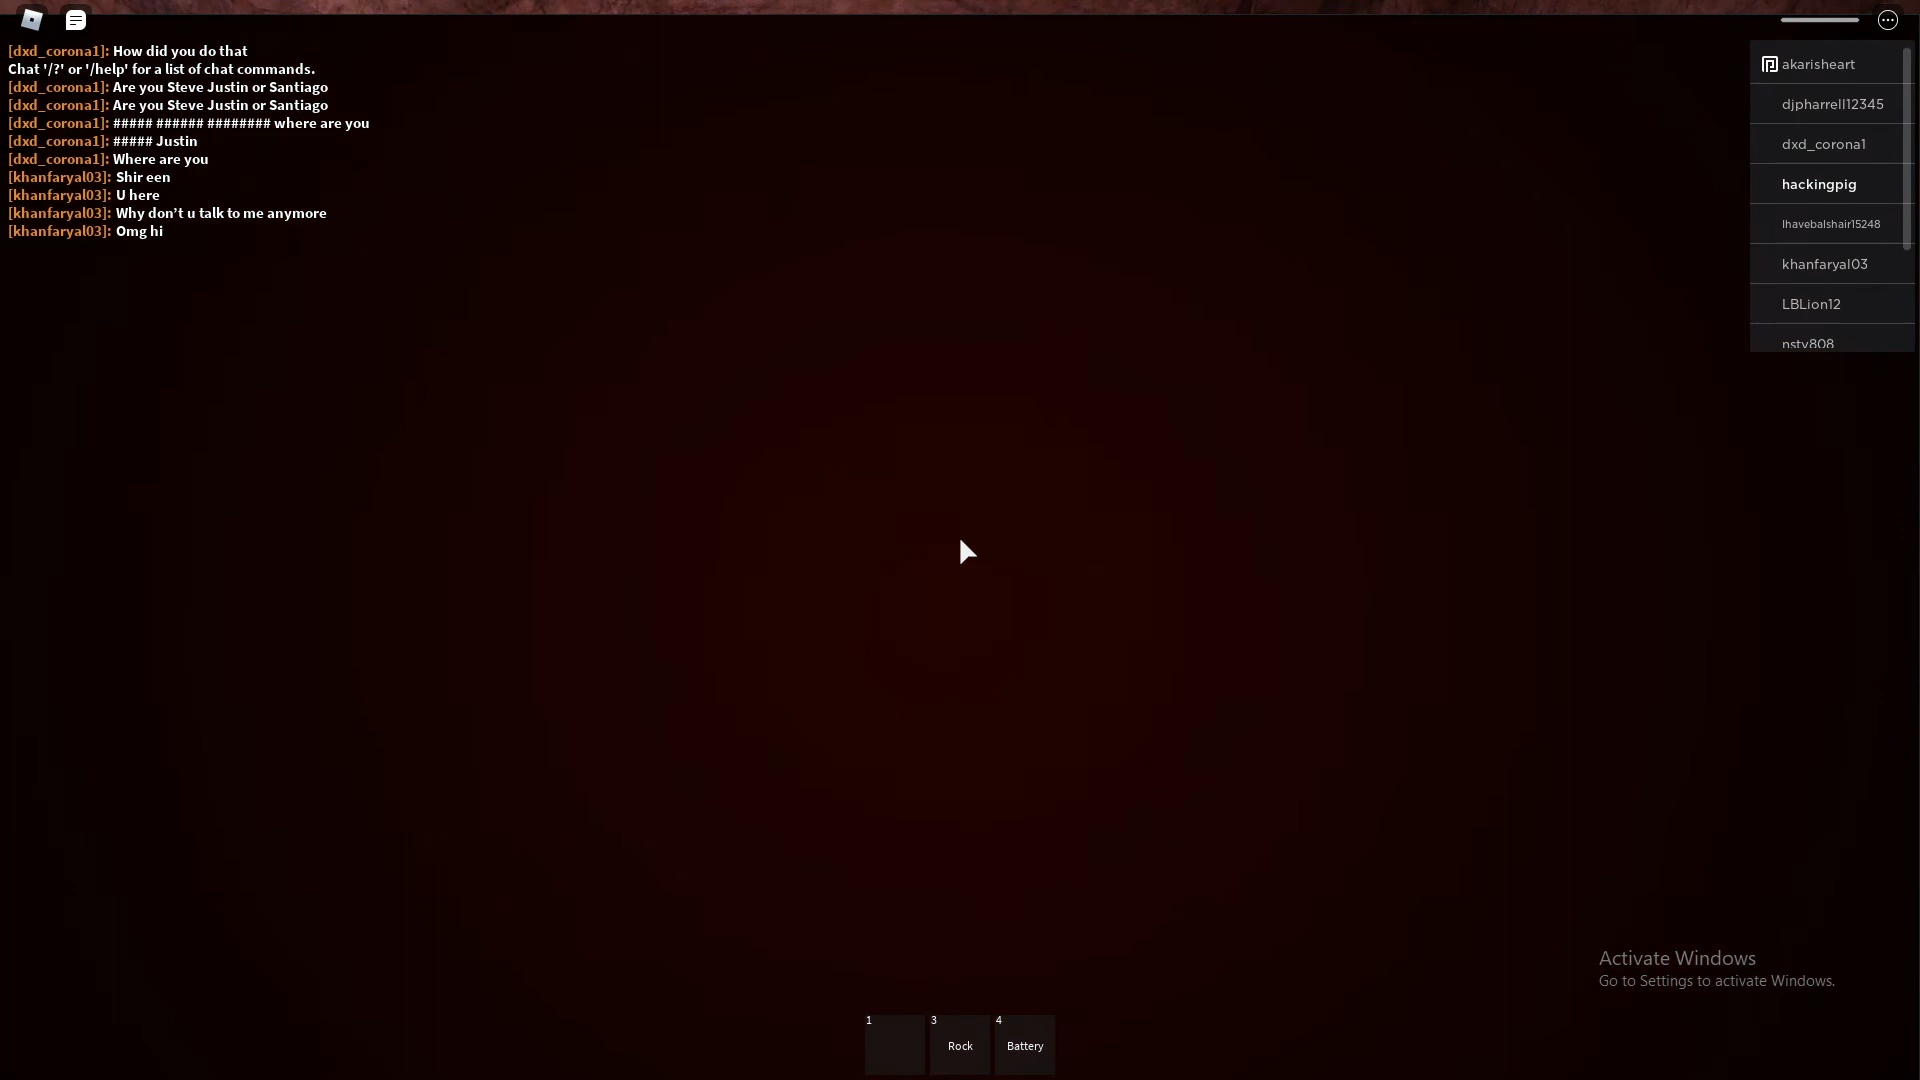 [dxd_corona1]: How did you do that
Chat '/?' or '/help' for a list of chat commands.
[dxd_corona1]: Are you Steve Justin or Santiago
[dxd_corona1]: Are you Steve Justin or Santiago
[dxd_corona1]: ##### ###### ######## where are you
[dxd_corona1]: ##### Justin
[dxd_corona1]: Where are you
[khanfaryal03]: Shir een
[khanfaryal03]: U here
[khanfaryal03]: Why don’t u talk to me anymore
[khanfaryal03]: Omg hi
akarisheart
djpharrell12345
dxd_corona1
hackingpig
Ihavebalshair15248
khanfaryal03
LBLion12
nsty808
Activate Windows
Go to Settings to activate Windows.
1
3
Rock
4
Battery